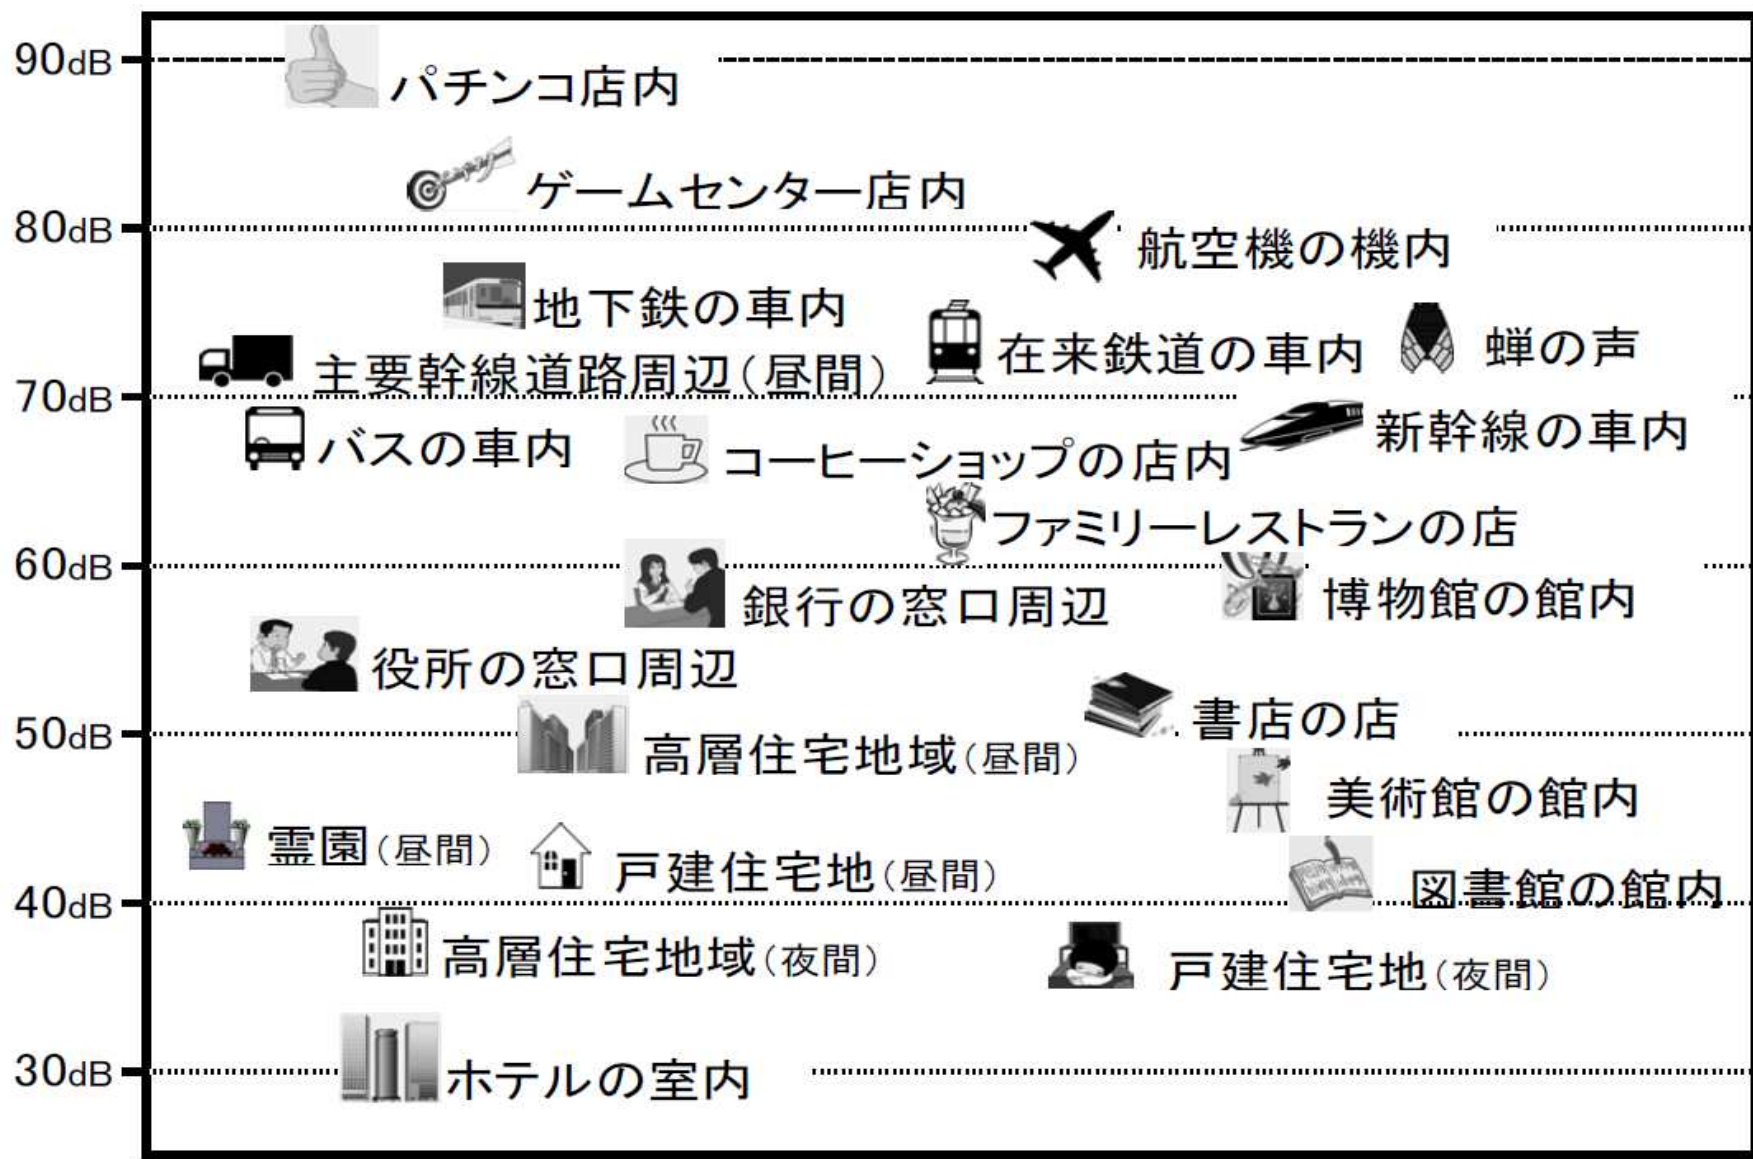 90dB
パチンコ店内
ゲームセンター店内
80dB
航空機の機内
地下鉄の車内
在来鉄道の車内
蝉の声
主要幹線道路周辺(昼間)
70dB
新幹線の車内
バスの車内
コーヒーショップの店内
ファミリーレストランの店
60dB
博物館の館内
銀行の窓口周辺
役所の窓口周辺
書店の店
50dB
高層住宅地域(昼間)
美術館の館内
霊園(昼間)
戸建住宅地(昼間)
図書館の館内
40dB
高層住宅地域(夜間)
戸建住宅地(夜間)
30dB
ホテルの室内